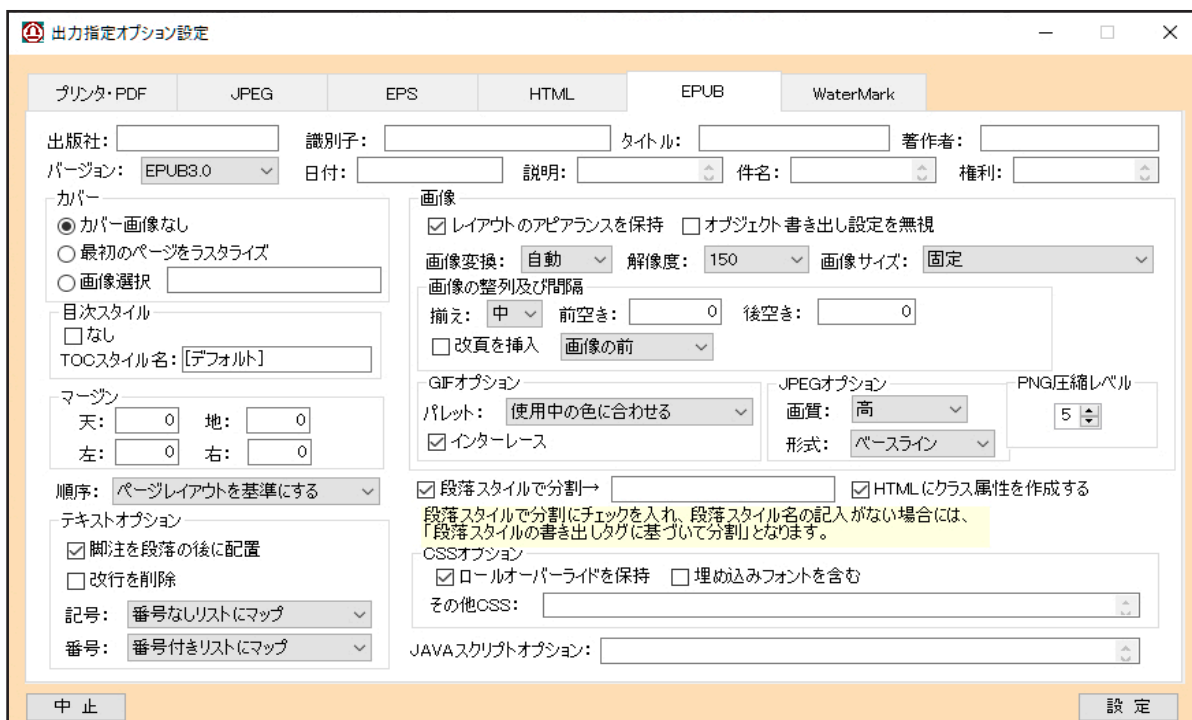 出力指定オプション設定
プリンタ・PDF JPEG EPS HTML EPUB WaterMark
出版社: 識別子: タイトル: 著作者:
バージョン: EPUB3.0 日付: 説明: 件名: 権利:
カバー
カバー画像なし
最初のページをラスタライズ
画像選択
目次スタイル
なし
TOCスタイル名: [デフォルト]
マージン
天: 0 地: 0
左: 0 右: 0
順序: ページレイアウトを基準にする
テキストオプション
脚注を段落の後に配置
改行を削除
記号: 番号なしリストにマップ
番号: 番号付きリストにマップ
画像
レイアウトのアピアランスを保持 オブジェクト書き出し設定を無視
画像変換: 自動 解像度: 150 画像サイズ: 固定
画像の整列及び間隔
揃え: 中 前空き: 0 後空き: 0
改頁を挿入 画像の前
GIFオプション
パレット: 使用中の色に合わせる
インターレース
JPEGオプション
画質: 高
形式: ベースライン
PNG圧縮レベル
5
段落スタイルで分割→ HTMLにクラス属性を作成する
段落スタイルで分割にチェックを入れ、段落スタイル名の記入がない場合には、
「段落スタイルの書き出しタグに基づいて分割」となります。
CSSオプション
ロールオーバーライドを保持 埋め込みフォントを含む
その他CSS:
JAVAスクリプトオプション:
中 止 設 定